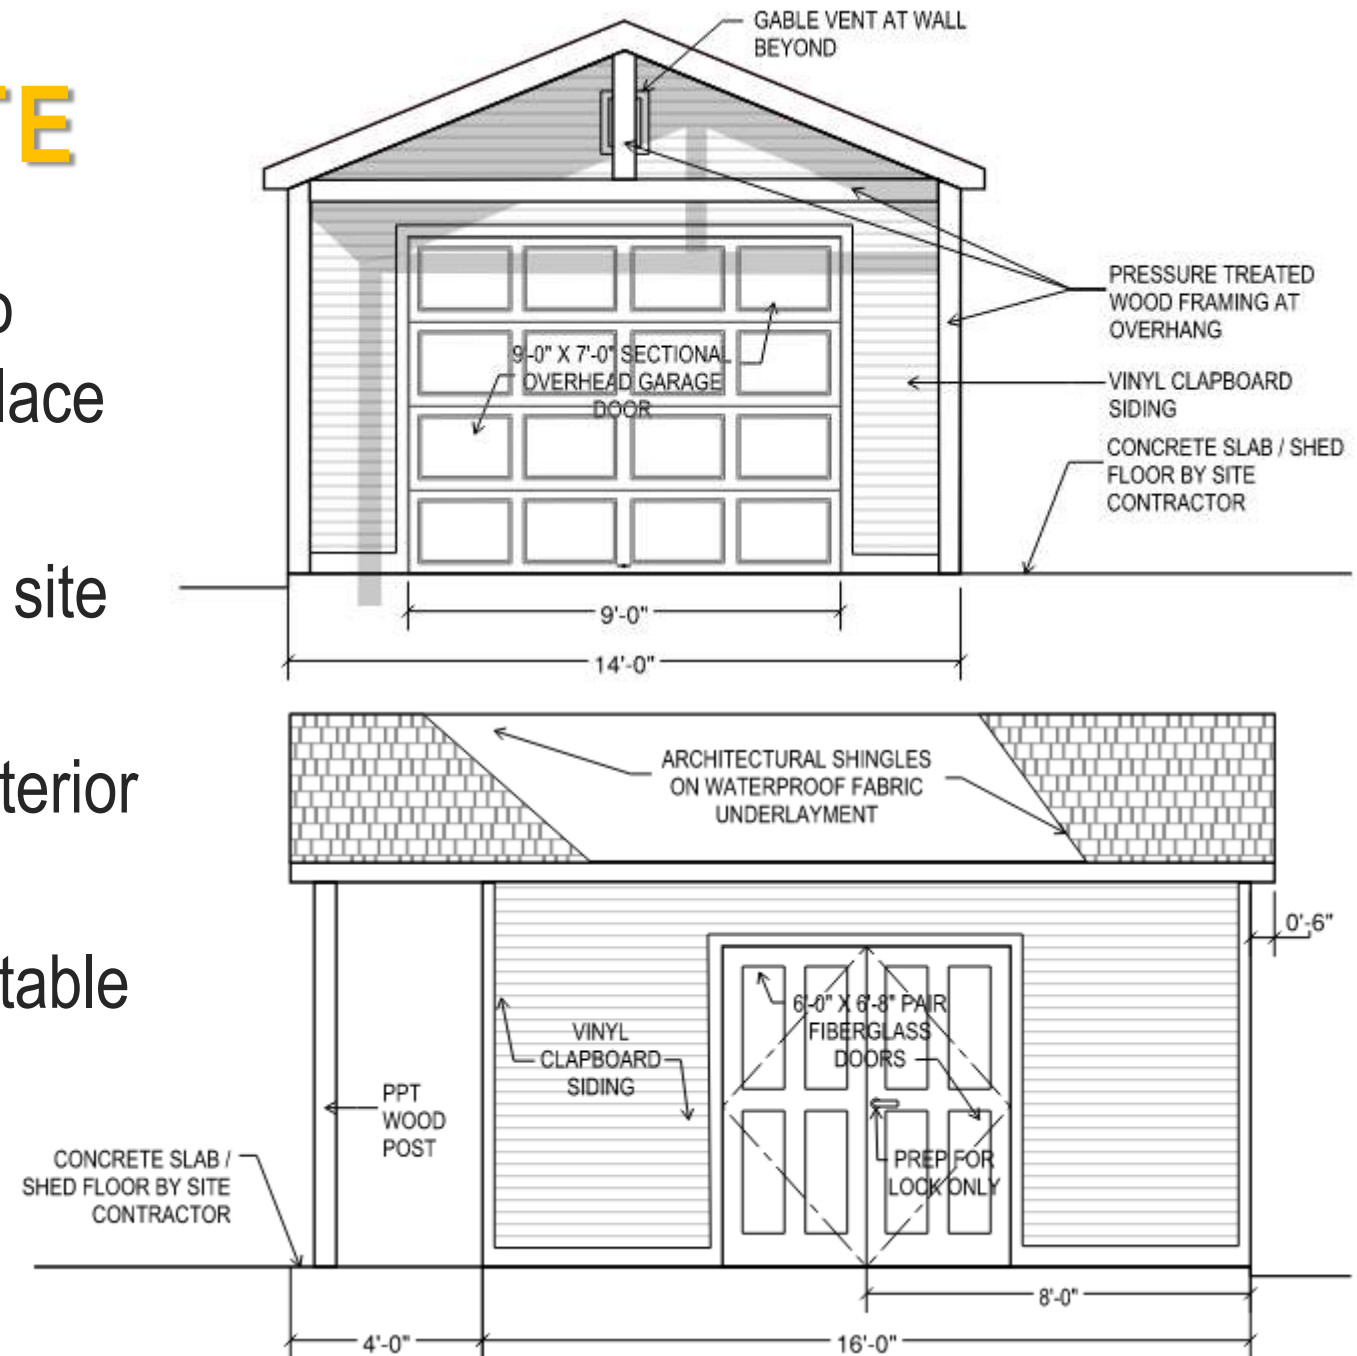 TE
o
lace
site
terior
table
GABLE VENT AT WALL
BEYOND
PRESSURE TREATED
WOOD FRAMING AT
OVERHANG
9'-0" X 7'-0" SECTIONAL
OVERHEAD GARAGE
DOOR
VINYL CLAPBOARD
SIDING
CONCRETE SLAB / SHED
FLOOR BY SITE
CONTRACTOR
9'-0"
14'-0"
ARCHITECTURAL SHINGLES
ON WATERPROOF FABRIC
UNDERLAYMENT
0'-6"
6'-0" X 6'-8" PAIR
FIBERGLASS
DOORS
VINYL
CLAPBOARD
SIDING
PPT
WOOD
POST
PREP FOR
LOCK ONLY
CONCRETE SLAB /
SHED FLOOR BY SITE
CONTRACTOR
8'-0"
4'-0"
16'-0"